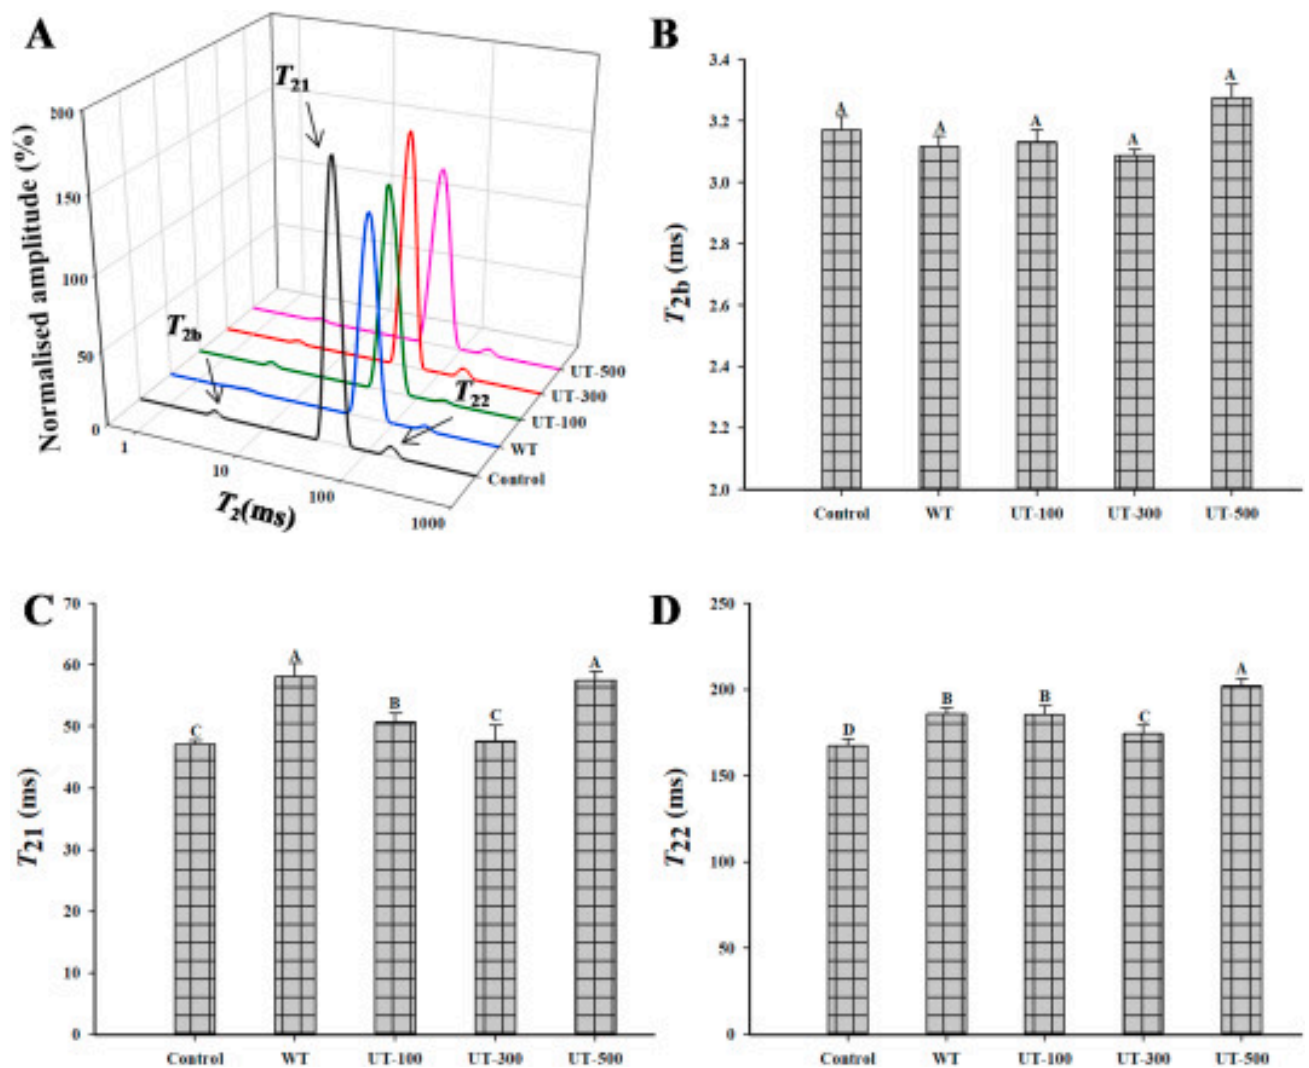 A
T21
T2b
T22
Normalised amplitude (%)
200
150
100
50
0
1
10
100
1000
T2(ms)
UT-500
UT-300
UT-100
WT
Control
B
T2b (ms)
3.4
3.2
3.0
2.8
2.6
2.4
2.2
2.0
A A A A A
Control WT UT-100 UT-300 UT-500
C
T21 (ms)
70
60
50
40
30
20
10
0
C A B C A
Control WT UT-100 UT-300 UT-500
D
T22 (ms)
250
200
150
100
50
0
D B B C A
Control WT UT-100 UT-300 UT-500